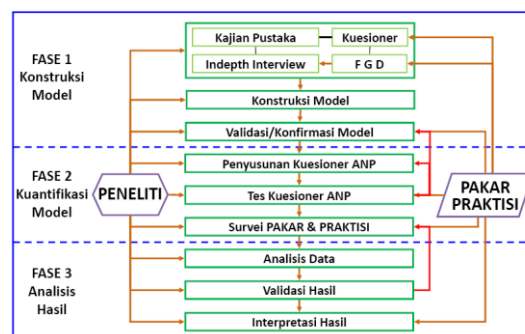 FASE 1
Konstruksi
Model
Kajian Pustaka
Kuesioner
Indepth Interview
F G D
Konstruksi Model
Validasi/Konfirmasi Model
FASE 2
Kuantifikasi
Model
PENELITI
Penyusunan Kuesioner ANP
Tes Kuesioner ANP
Survei PAKAR & PRAKTISI
PAKAR
PRAKTISI
FASE 3
Analisis
Hasil
Analisis Data
Validasi Hasil
Interpretasi Hasil